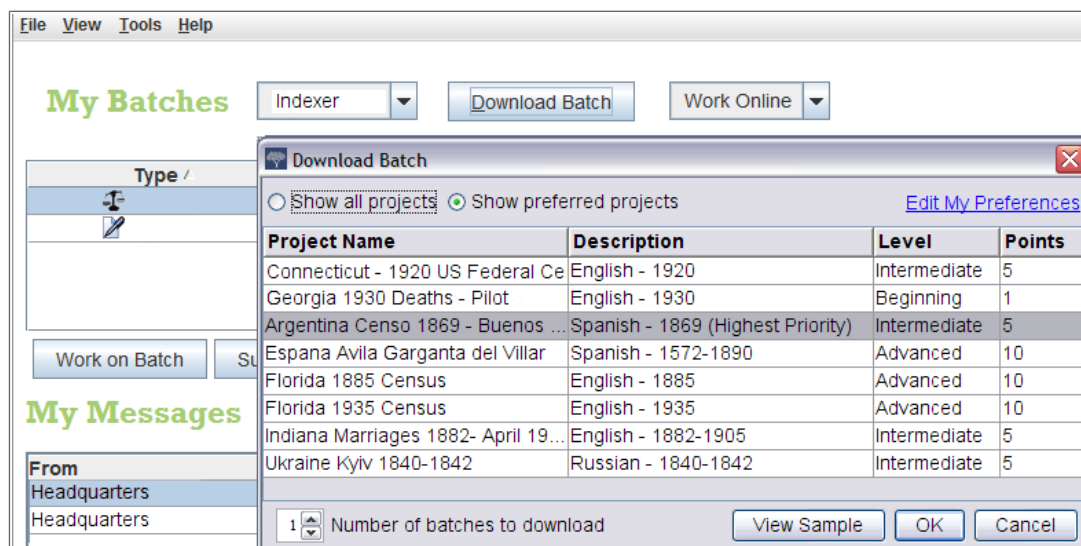 File View Tools Help
My Batches Indexer Download Batch Work Online
Download Batch
Type
Show all projects Show preferred projects Edit My Preferences
Project Name Description Level Points
Connecticut - 1920 US Federal Ce English - 1920 Intermediate 5
Georgia 1930 Deaths - Pilot English - 1930 Beginning 1
Argentina Censo 1869 - Buenos ... Spanish - 1869 (Highest Priority) Intermediate 5
Espana Avila Garganta del Villar Spanish - 1572-1890 Advanced 10
Work on Batch Su
Florida 1885 Census English - 1885 Advanced 10
Florida 1935 Census English - 1935 Advanced 10
My Messages
Indiana Marriages 1882- April 19... English - 1882-1905 Intermediate 5
Ukraine Kyiv 1840-1842 Russian - 1840-1842 Intermediate 5
From
Headquarters
Headquarters
1 Number of batches to download View Sample OK Cancel